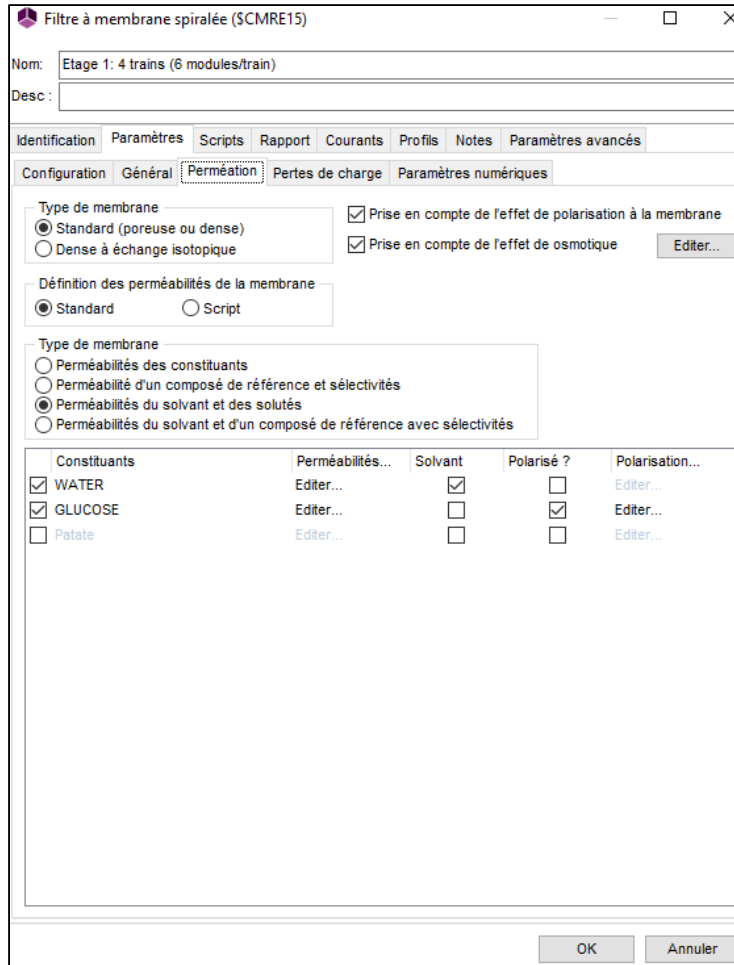 Filtre à membrane spiralée ($CMRE15)
Nom: Etage 1: 4 trains (6 modules/train)
Desc :
Identification Paramètres Scripts Rapport Courants Profils Notes Paramètres avancés
Configuration Général Perméation Pertes de charge Paramètres numériques
Type de membrane
Standard (poreuse ou dense)
Dense à échange isotopique
Prise en compte de l'effet de polarisation à la membrane
Prise en compte de l'effet de osmotique Editer...
Définition des perméabilités de la membrane
Standard Script
Type de membrane
Perméabilités des constituants
Perméabilité d'un composé de référence et sélectivités
Perméabilités du solvant et des solutés
Perméabilités du solvant et d'un composé de référence avec sélectivités
Constituants Perméabilités... Solvant Polarisé ? Polarisation...
WATER Editer... Editer...
GLUCOSE Editer... Editer...
Patate Editer... Editer...
OK Annuler